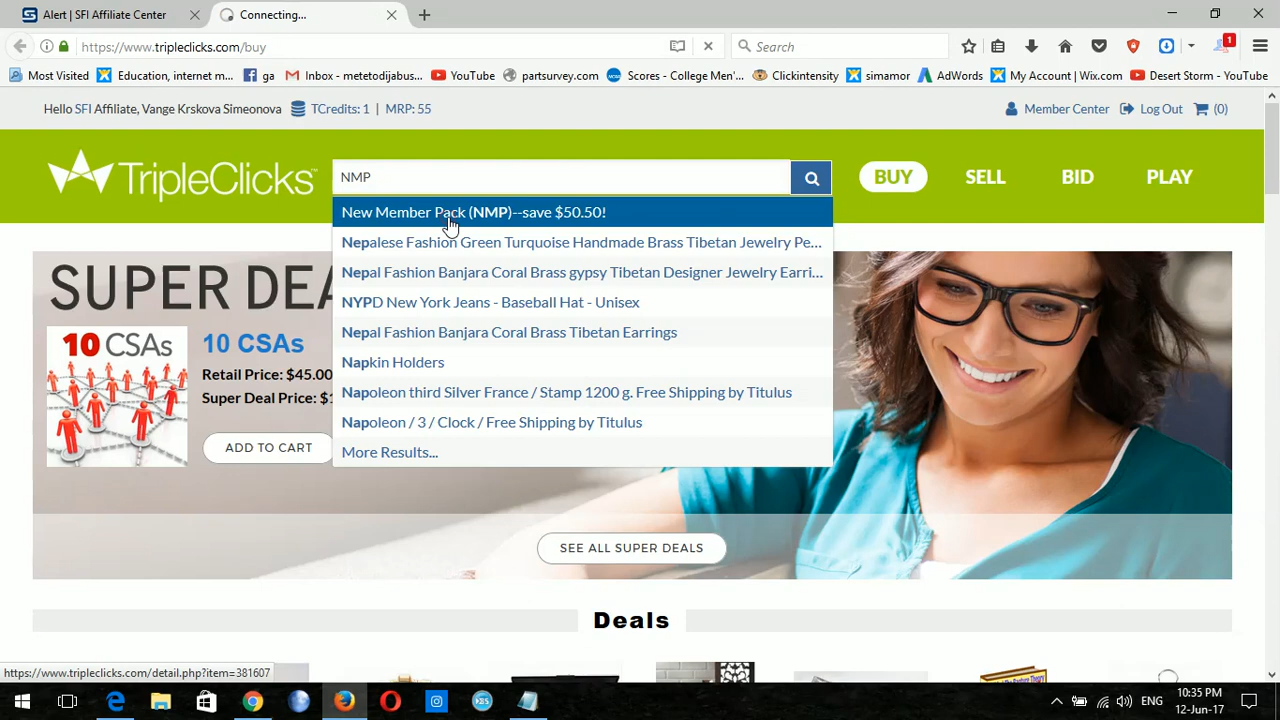 Alert | SFI Affiliate Center
Connecting...
https://www.tripleclicks.com/buy
Search
1
Most Visited
Education, internet m...
ga
Inbox - metetodijabus...
YouTube
partsurvey.com
Scores - College Men'...
Clickintensity
simamor
AdWords
My Account | Wix.com
Desert Storm - YouTube
Hello SFI Affiliate, Vange Krskova Simeonova
TCredits: 1 | MRP: 55
Member Center
Log Out
(0)
TripleClicks
NMP
BUY
SELL
BID
PLAY
New Member Pack (NMP)--save $50.50!
Nepalese Fashion Green Turquoise Handmade Brass Tibetan Jewelry Pe...
Nepal Fashion Banjara Coral Brass gypsy Tibetan Designer Jewelry Earri...
NYPD New York Jeans - Baseball Hat - Unisex
Nepal Fashion Banjara Coral Brass Tibetan Earrings
Napkin Holders
Napoleon third Silver France / Stamp 1200 g. Free Shipping by Titulus
Napoleon / 3 / Clock / Free Shipping by Titulus
More Results...
SUPER DEA
10 CSAs
10 CSAs
Retail Price: $45.00
Super Deal Price: $
ADD TO CART
SEE ALL SUPER DEALS
Deals
https://www.tripleclicks.com/detail.php?item=381607
ENG
10:35 PM
12-Jun-17